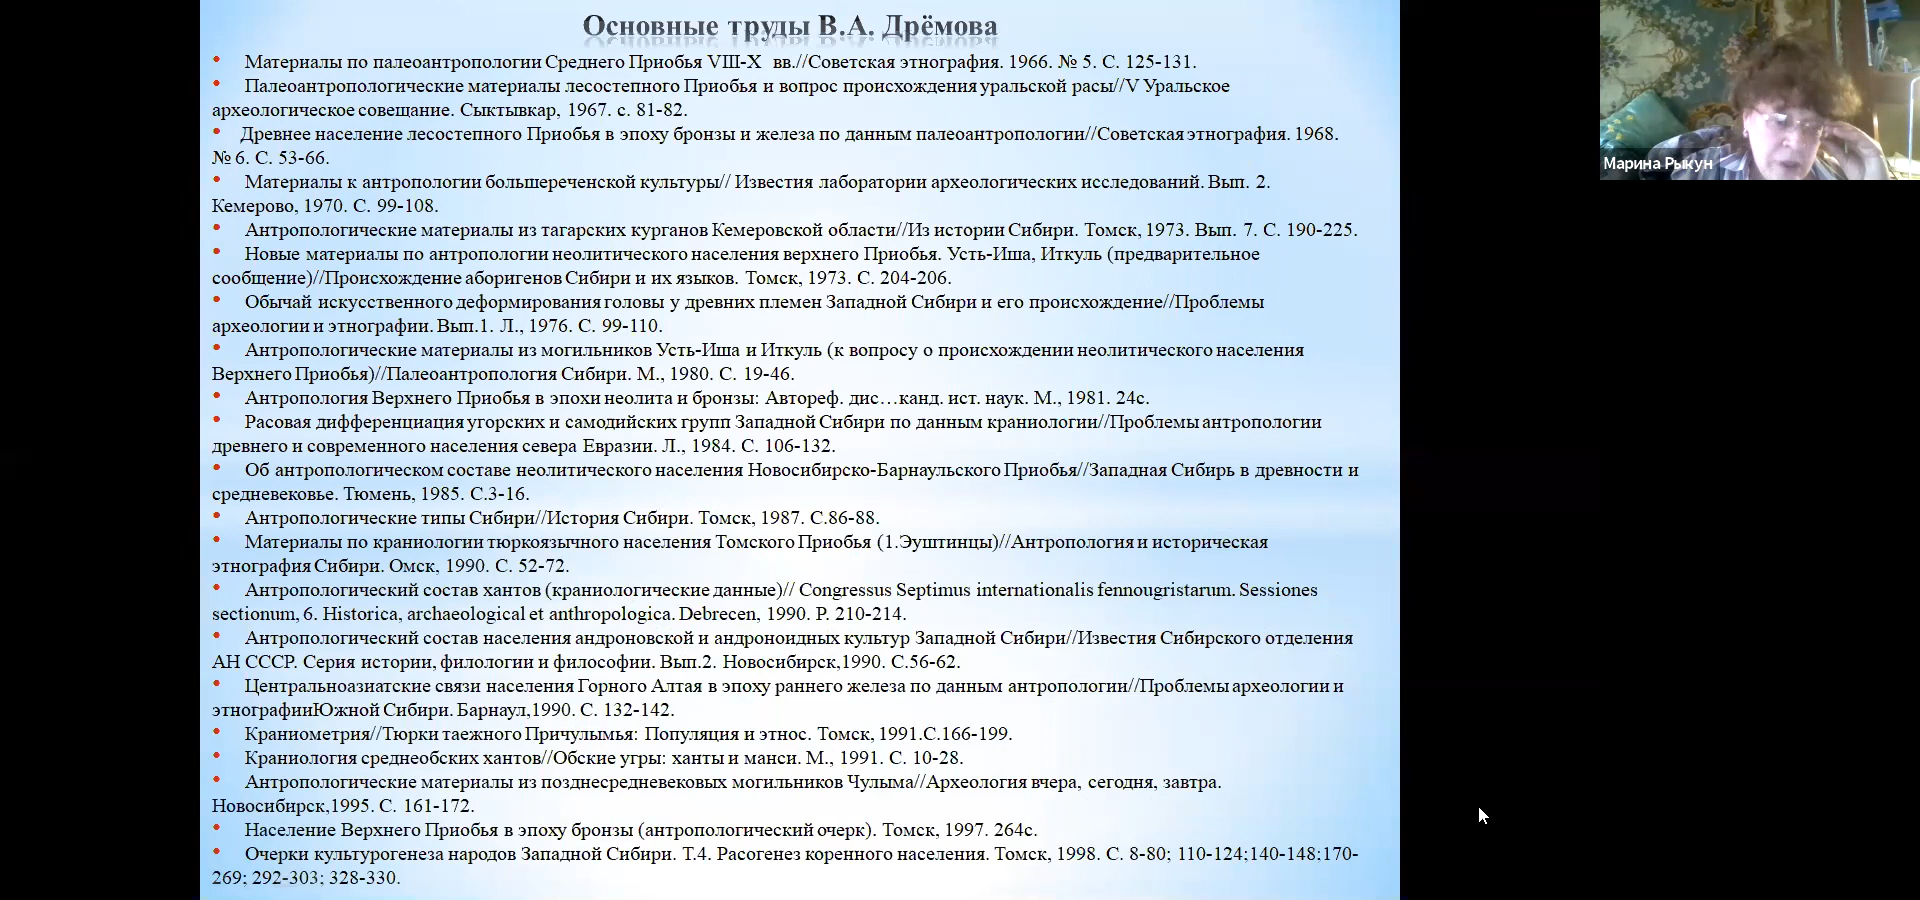 Основные труды В.А. Дрёмова
• Материалы по палеоантропологии Среднего Приобья VIII-X вв.//Советская этнография. 1966. № 5. С. 125-131.
• Палеоантропологические материалы лесостепного Приобья и вопрос происхождения уральской расы//V Уральское
археологическое совещание. Сыктывкар, 1967. с. 81-82.
• Древнее население лесостепного Приобья в эпоху бронзы и железа по данным палеоантропологии//Советская этнография. 1968.
№ 6. С. 53-66.
• Материалы к антропологии большереченской культуры// Известия лаборатории археологических исследований. Вып. 2.
Кемерово, 1970. С. 99-108.
• Антропологические материалы из тагарских курганов Кемеровской области//Из истории Сибири. Томск, 1973. Вып. 7. С. 190-225.
• Новые материалы по антропологии неолитического населения верхнего Приобья. Усть-Иша, Иткуль (предварительное
сообщение)//Происхождение аборигенов Сибири и их языков. Томск, 1973. С. 204-206.
• Обычай искусственного деформирования головы у древних племен Западной Сибири и его происхождение//Проблемы
археологии и этнографии. Вып.1. Л., 1976. С. 99-110.
• Антропологические материалы из могильников Усть-Иша и Иткуль (к вопросу о происхождении неолитического населения
Верхнего Приобья)//Палеоантропология Сибири. М., 1980. С. 19-46.
• Антропология Верхнего Приобья в эпохи неолита и бронзы: Автореф. дис…канд. ист. наук. М., 1981. 24с.
• Расовая дифференциация угорских и самодийских групп Западной Сибири по данным краниологии//Проблемы антропологии
древнего и современного населения севера Евразии. Л., 1984. С. 106-132.
• Об антропологическом составе неолитического населения Новосибирско-Барнаульского Приобья//Западная Сибирь в древности и
средневековье. Тюмень, 1985. С.3-16.
• Антропологические типы Сибири//История Сибири. Томск, 1987. С.86-88.
• Материалы по краниологии тюркоязычного населения Томского Приобья (1.Эуштинцы)//Антропология и историческая
этнография Сибири. Омск, 1990. С. 52-72.
• Антропологический состав хантов (краниологические данные)// Congressus Septimus internationalis fennougristarum. Sessiones
sectionum, 6. Historica, archaeological et anthropologica. Debrecen, 1990. P. 210-214.
• Антропологический состав населения андроновской и андроноидных культур Западной Сибири//Известия Сибирского отделения
АН СССР. Серия истории, филологии и философии. Вып.2. Новосибирск,1990. С.56-62.
• Центральноазиатские связи населения Горного Алтая в эпоху раннего железа по данным антропологии//Проблемы археологии и
этнографииЮжной Сибири. Барнаул,1990. С. 132-142.
• Краниометрия//Тюрки таежного Причулымья: Популяция и этнос. Томск, 1991.С.166-199.
• Краниология среднеобских хантов//Обские угры: ханты и манси. М., 1991. С. 10-28.
• Антропологические материалы из позднесредневековых могильников Чулыма//Археология вчера, сегодня, завтра.
Новосибирск,1995. С. 161-172.
• Население Верхнего Приобья в эпоху бронзы (антропологический очерк). Томск, 1997. 264с.
• Очерки культурогенеза народов Западной Сибири. Т.4. Расогенез коренного населения. Томск, 1998. С. 8-80; 110-124;140-148;170-
269; 292-303; 328-330.
Марина Рыкун